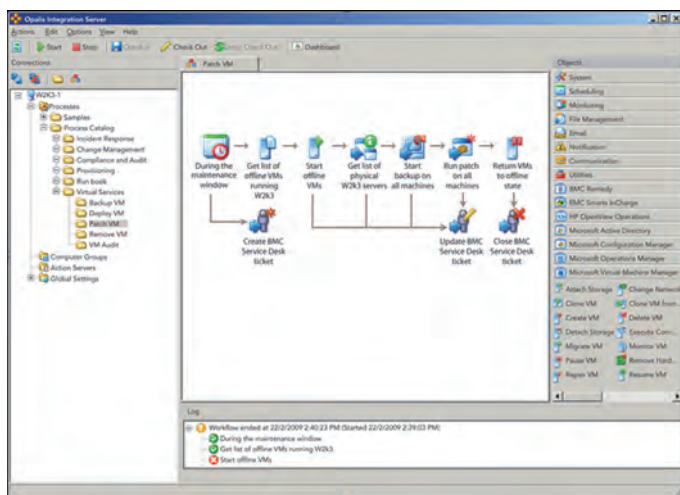 Opalis Integration Server
Actions Edit Options View Help
Start Stop Check Out Dashboard
Connections
Patch VM
Objects
W2K3-1
Processes
Samples
Process Catalog
Incident Response
Change Management
Compliance and Audit
Provisioning
Run book
Virtual Services
Backup VM
Deploy VM
Patch VM
Remove VM
VM Audit
Computer Groups
Action Servers
Global Settings
During the maintenance window
Get list of offline VMs running W2k3
Start offline VMs
Get list of physical W2k3 servers
Start backup on all machines
Run patch on all machines
Return VMs to offline state
Create BMC Service Desk ticket
Update BMC Service Desk ticket
Close BMC Service Desk ticket
System
Scheduling
Monitoring
File Management
Email
Notification
Communication
Utilities
BMC Remedy
BMC Smarts InCharge
HP OpenView Operations
Microsoft Active Directory
Microsoft Configuration Manager
Microsoft Operations Manager
Microsoft Virtual Machine Manager
Attach Storage Change Network
Clone VM Clone VM from...
Create VM Delete VM
Detach Storage Execute Com...
Migrate VM Monitor VM
Pause VM Remove Hard...
Repair VM Resume VM
Log
Workflow ended at 22/2/2009 2:40:23 PM (Started 22/2/2009 2:39:03 PM)
During the maintenance window
Get list of offline VMs running W2k3
Start offline VMs